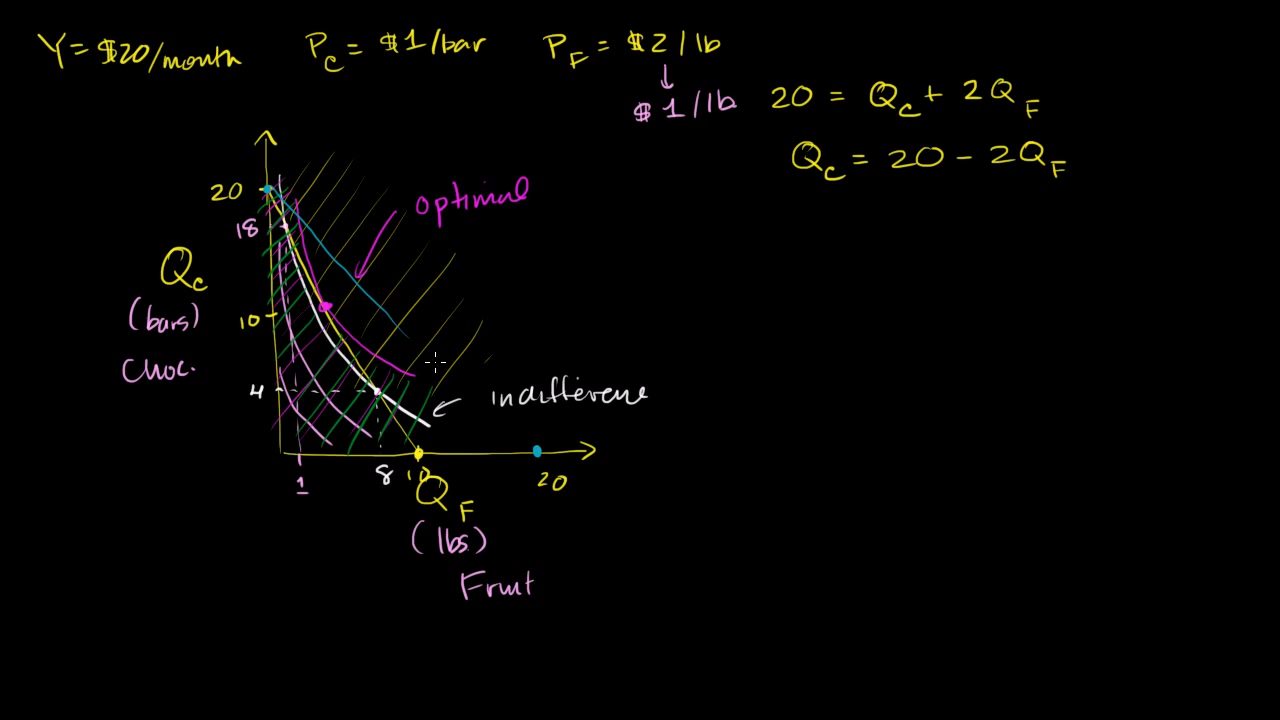 Y = $20/month
P_C = $1/bar
P_F = $2/lb
↓
$1/lb
20 = Q_C + 2Q_F
Q_C = 20 - 2Q_F
20
optimal
18
Q_C
(bars)
10
Choc.
4
indifference
1
8
10
20
Q_F
(lbs)
Fruit